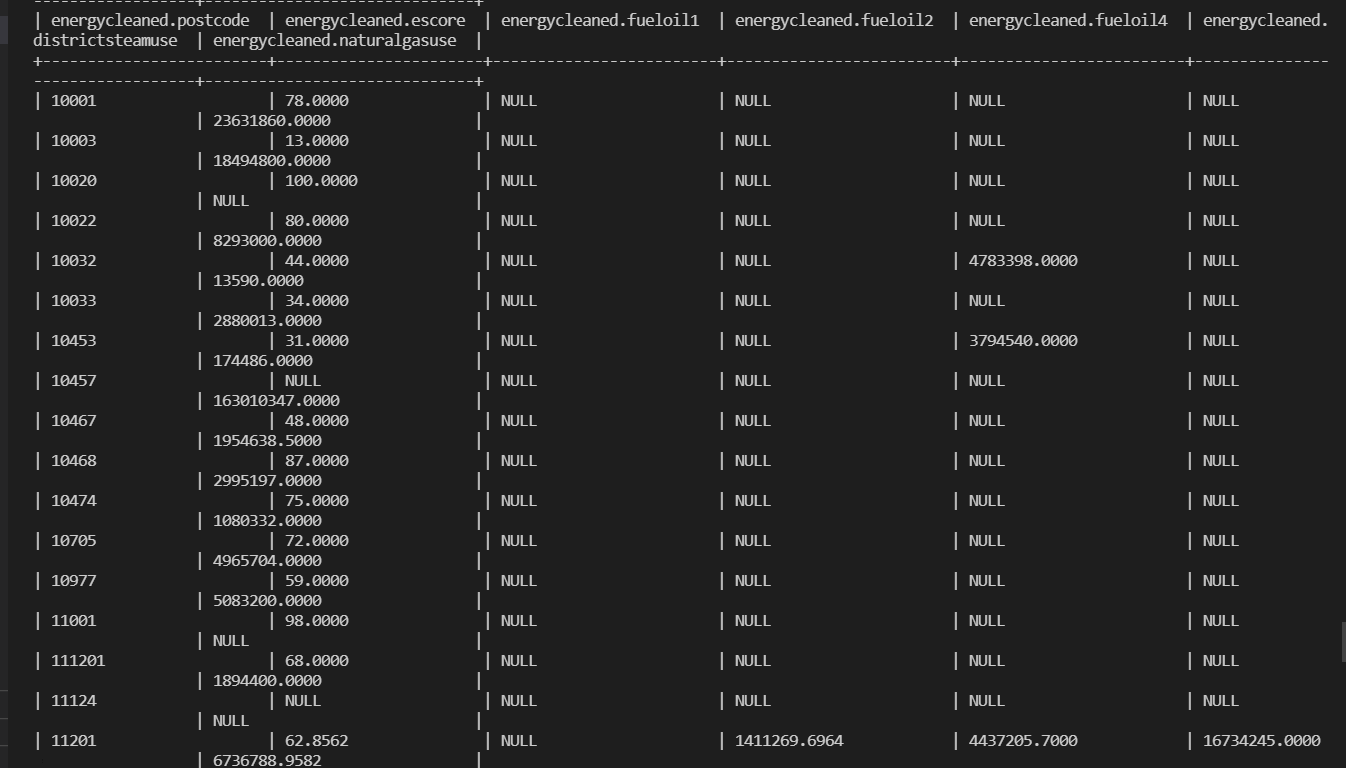 | energycleaned.postcode | energycleaned.escore | energycleaned.fueloil1 | energycleaned.fueloil2 | energycleaned.fueloil4 | energycleaned.
districtsteamuse | energycleaned.naturalgasuse |
+-------------------------+-----------------------+-------------------------+-------------------------+-------------------------+---------------
------------------+------------------------------+
| 10001 | 78.0000 | NULL | NULL | NULL | NULL
| 23631860.0000 |
| 10003 | 13.0000 | NULL | NULL | NULL | NULL
| 18494800.0000 |
| 10020 | 100.0000 | NULL | NULL | NULL | NULL
| NULL |
| 10022 | 80.0000 | NULL | NULL | NULL | NULL
| 8293000.0000 |
| 10032 | 44.0000 | NULL | NULL | 4783398.0000 | NULL
| 13590.0000 |
| 10033 | 34.0000 | NULL | NULL | NULL | NULL
| 2880013.0000 |
| 10453 | 31.0000 | NULL | NULL | 3794540.0000 | NULL
| 174486.0000 |
| 10457 | NULL | NULL | NULL | NULL | NULL
| 163010347.0000 |
| 10467 | 48.0000 | NULL | NULL | NULL | NULL
| 1954638.5000 |
| 10468 | 87.0000 | NULL | NULL | NULL | NULL
| 2995197.0000 |
| 10474 | 75.0000 | NULL | NULL | NULL | NULL
| 1080332.0000 |
| 10705 | 72.0000 | NULL | NULL | NULL | NULL
| 4965704.0000 |
| 10977 | 59.0000 | NULL | NULL | NULL | NULL
| 5083200.0000 |
| 11001 | 98.0000 | NULL | NULL | NULL | NULL
| NULL |
| 111201 | 68.0000 | NULL | NULL | NULL | NULL
| 1894400.0000 |
| 11124 | NULL | NULL | NULL | NULL | NULL
| NULL |
| 11201 | 62.8562 | NULL | 1411269.6964 | 4437205.7000 | 16734245.0000
| 6736788.9582 |